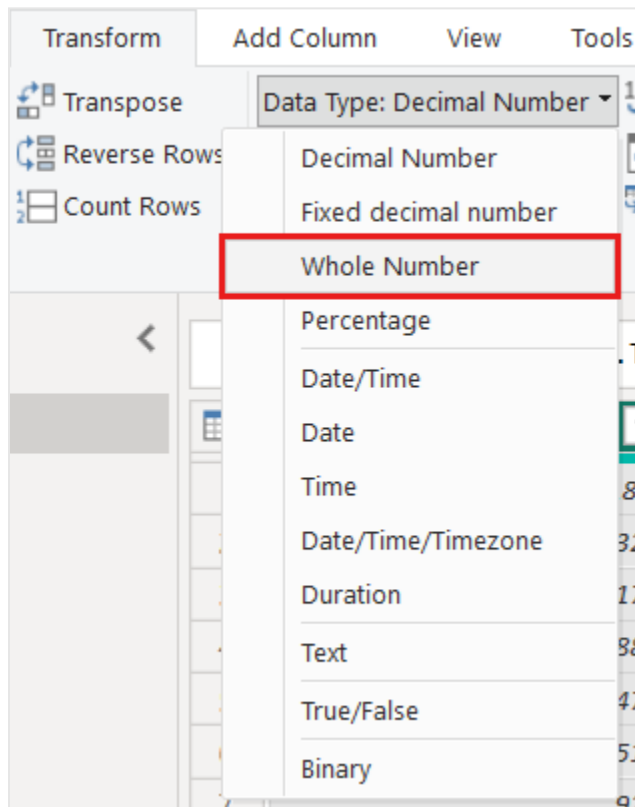 Transform Add Column View Tools
Transpose
Data Type: Decimal Number
Reverse Rows
Count Rows
Decimal Number
Fixed decimal number
Whole Number
Percentage
Date/Time
Date
Time
Date/Time/Timezone
Duration
Text
True/False
Binary